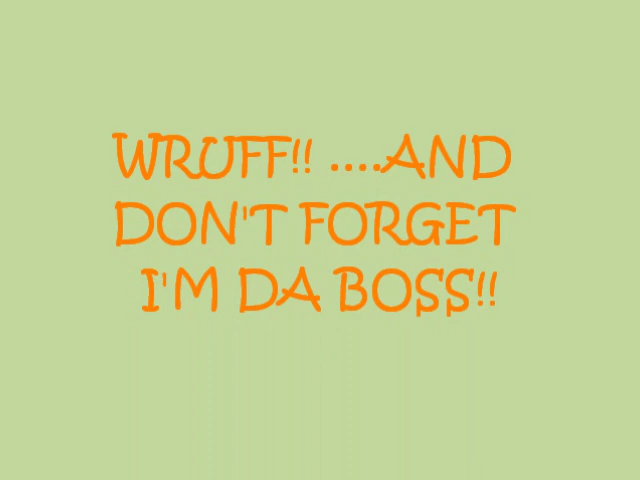 WRUFF!! ....AND
DON'T FORGET
I'M DA BOSS!!